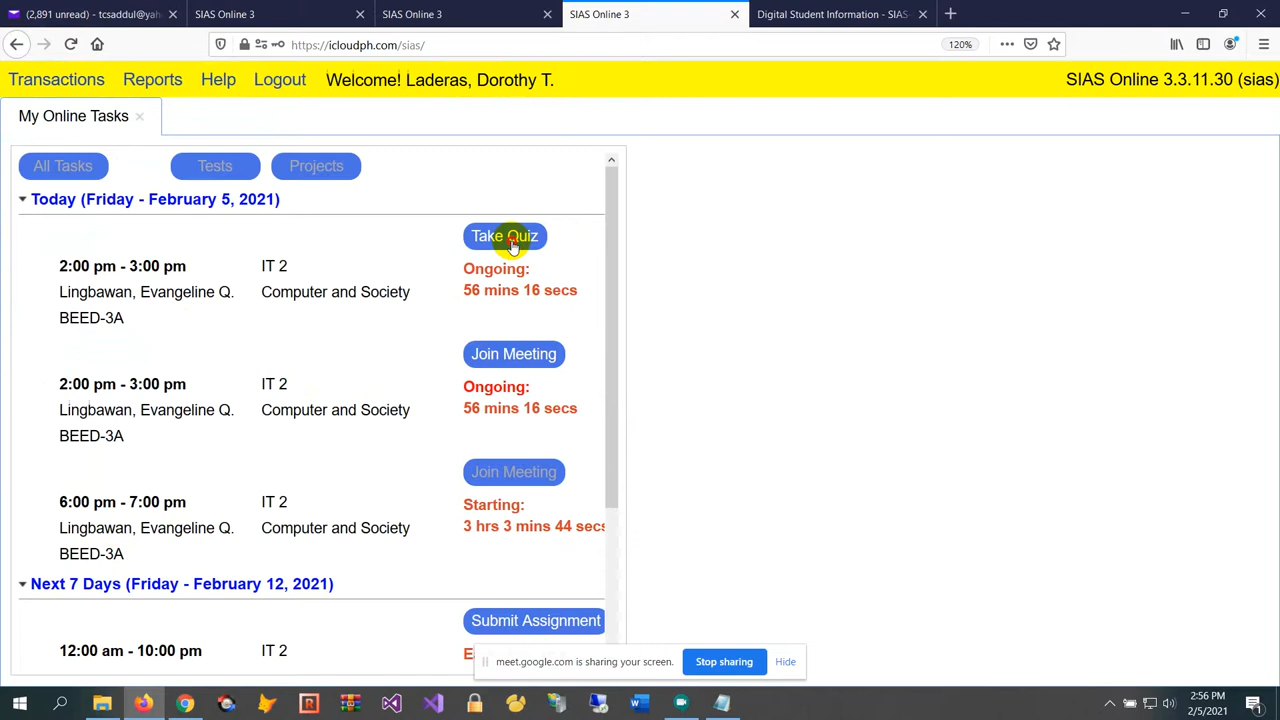 (2,891 unread) - tcsaddul@yah
SIAS Online 3
SIAS Online 3
SIAS Online 3
Digital Student Information - SIAS-
https://icloudph.com/sias/
120%
Transactions Reports Help Logout Welcome! Laderas, Dorothy T. SIAS Online 3.3.11.30 (sias)
My Online Tasks
All Tasks Tests Projects
Today (Friday - February 5, 2021)
Take Quiz
2:00 pm - 3:00 pm IT 2 Ongoing:
Lingbawan, Evangeline Q. Computer and Society 56 mins 16 secs
BEED-3A
Join Meeting
2:00 pm - 3:00 pm IT 2 Ongoing:
Lingbawan, Evangeline Q. Computer and Society 56 mins 16 secs
BEED-3A
Join Meeting
6:00 pm - 7:00 pm IT 2 Starting:
Lingbawan, Evangeline Q. Computer and Society 3 hrs 3 mins 44 secs
BEED-3A
Next 7 Days (Friday - February 12, 2021)
Submit Assignment
12:00 am - 10:00 pm IT 2
meet.google.com is sharing your screen. Stop sharing Hide
2:56 PM
2/5/2021